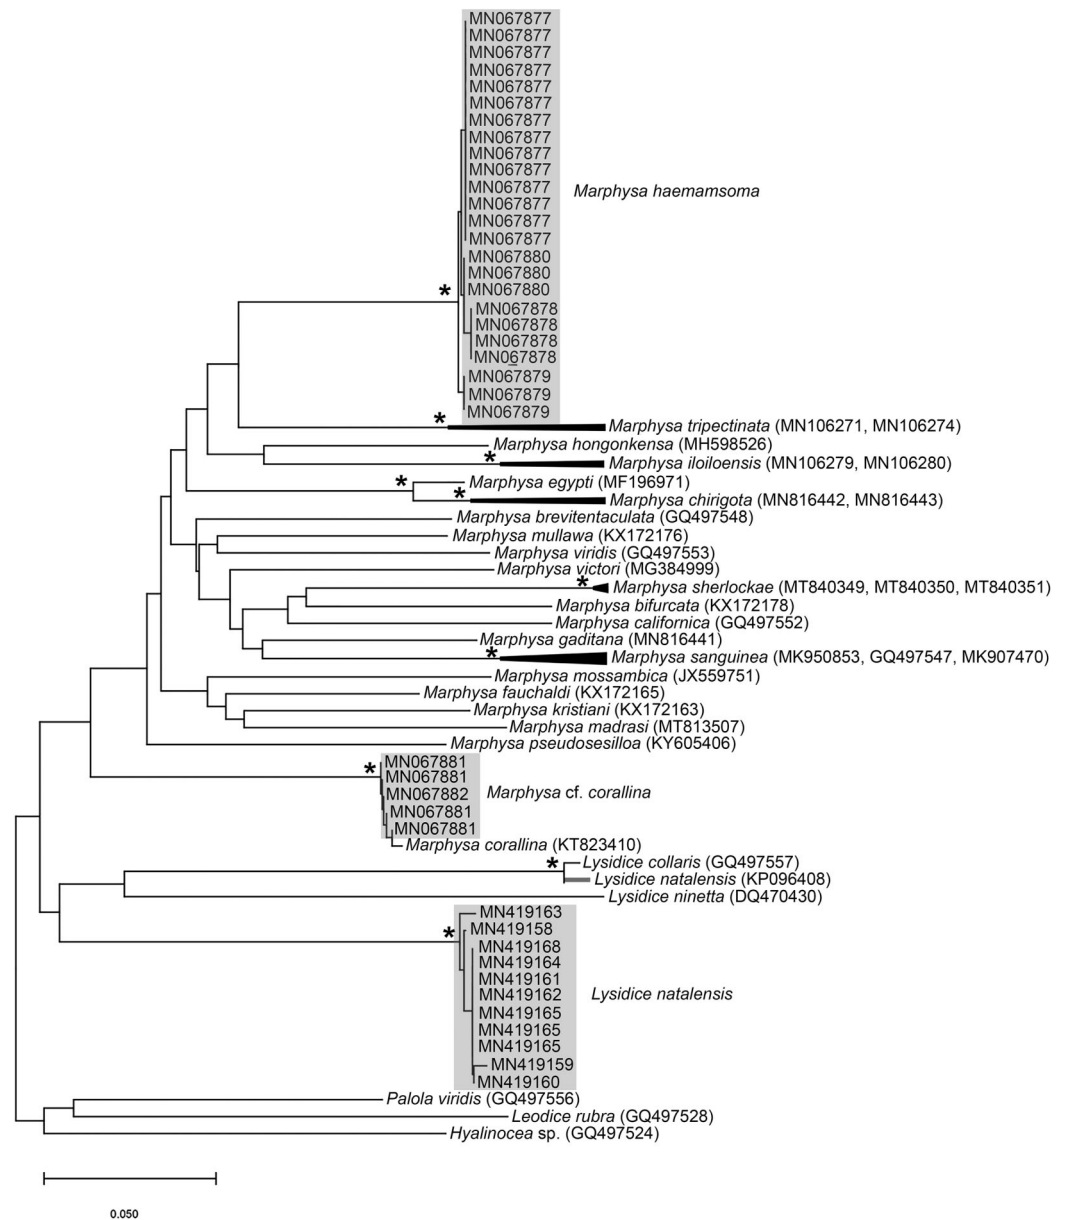 MN067877
MN067877
MN067877
MN067877
MN067877
MN067877
MN067877
MN067877
MN067877
MN067877
MN067877
Marphysa haemamsoma
MN067877
MN067877
MN067877
MN067880
MN067880
MN067880
MN067878
MN067878
MN067878
MN067878
MN067879
MN067879
MN067879
Marphysa tripectinata (MN106271, MN106274)
Marphysa hongonkensa (MH598526)
Marphysa iloiloensis (MN106279, MN106280)
Marphysa egypti (MF196971)
Marphysa chirigota (MN816442, MN816443)
Marphysa brevitentaculata (GQ497548)
Marphysa mullawa (KX172176)
Marphysa viridis (GQ497553)
Marphysa victori (MG384999)
Marphysa sherlockae (MT840349, MT840350, MT840351)
Marphysa bifurcata (KX172178)
Marphysa californica (GQ497552)
Marphysa gaditana (MN816441)
Marphysa sanguinea (MK950853, GQ497547, MK907470)
Marphysa mossambica (JX559751)
Marphysa fauchaldi (KX172165)
Marphysa kristiani (KX172163)
Marphysa madrasi (MT813507)
Marphysa pseudosesilloa (KY605406)
MN067881
MN067881
MN067882 Marphysa cf. corallina
MN067881
MN067881
Marphysa corallina (KT823410)
Lysidice collaris (GQ497557)
Lysidice natalensis (KP096408)
Lysidice ninetta (DQ470430)
MN419163
MN419158
MN419168
MN419164
MN419161
MN419162 Lysidice natalensis
MN419165
MN419165
MN419165
MN419159
MN419160
Palola viridis (GQ497556)
Leodice rubra (GQ497528)
Hyalinocea sp. (GQ497524)
0.050